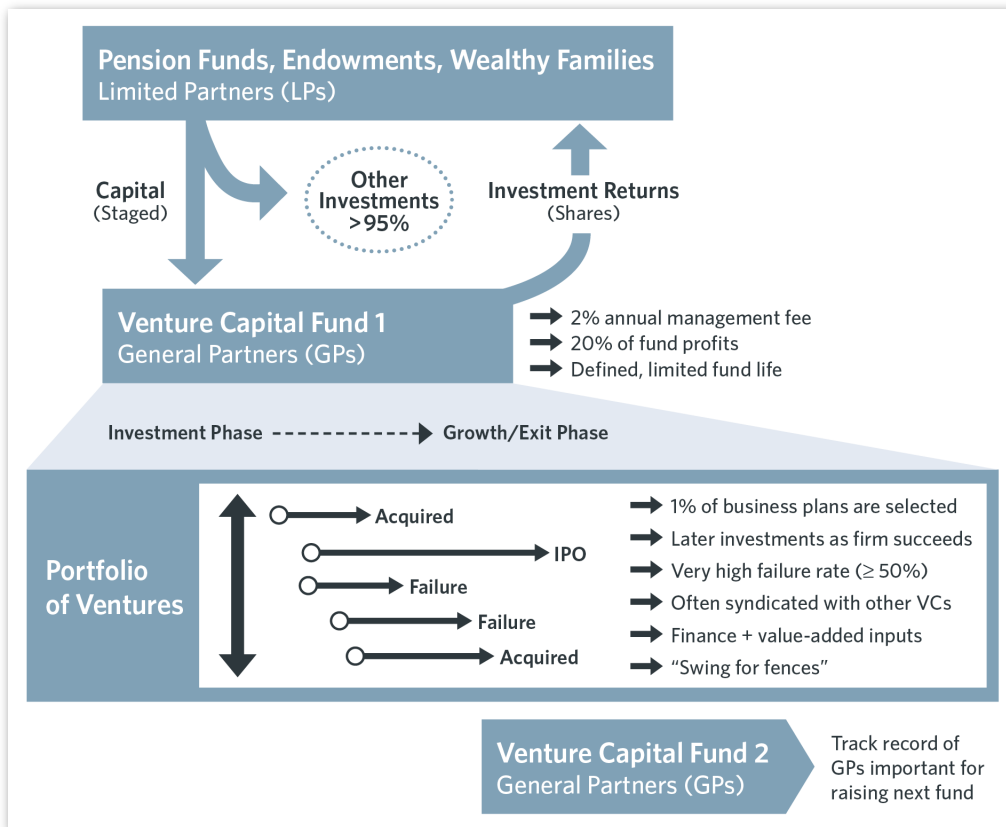 Pension Funds, Endowments, Wealthy Families
Limited Partners (LPs)
Capital
(Staged)
Other
Investments
>95%
Investment Returns
(Shares)
Venture Capital Fund 1
General Partners (GPs)
2% annual management fee
20% of fund profits
Defined, limited fund life
Investment Phase
Growth/Exit Phase
Portfolio
of Ventures
Acquired
IPO
Failure
Failure
Acquired
1% of business plans are selected
Later investments as firm succeeds
Very high failure rate (≥ 50%)
Often syndicated with other VCs
Finance + value-added inputs
“Swing for fences”
Venture Capital Fund 2
General Partners (GPs)
Track record of
GPs important for
raising next fund